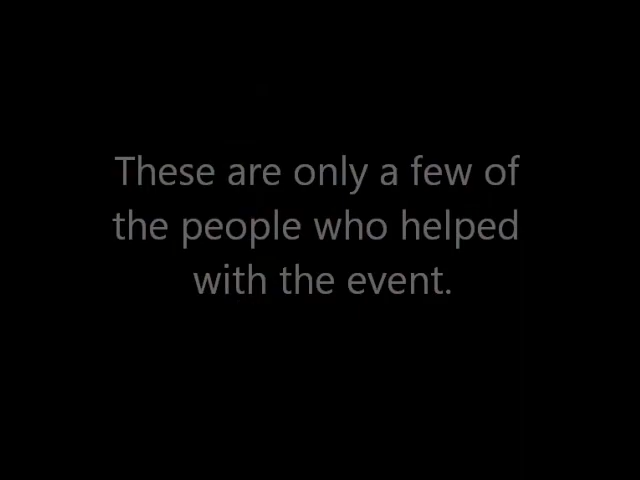 These are only a few of
the people who helped
with the event.